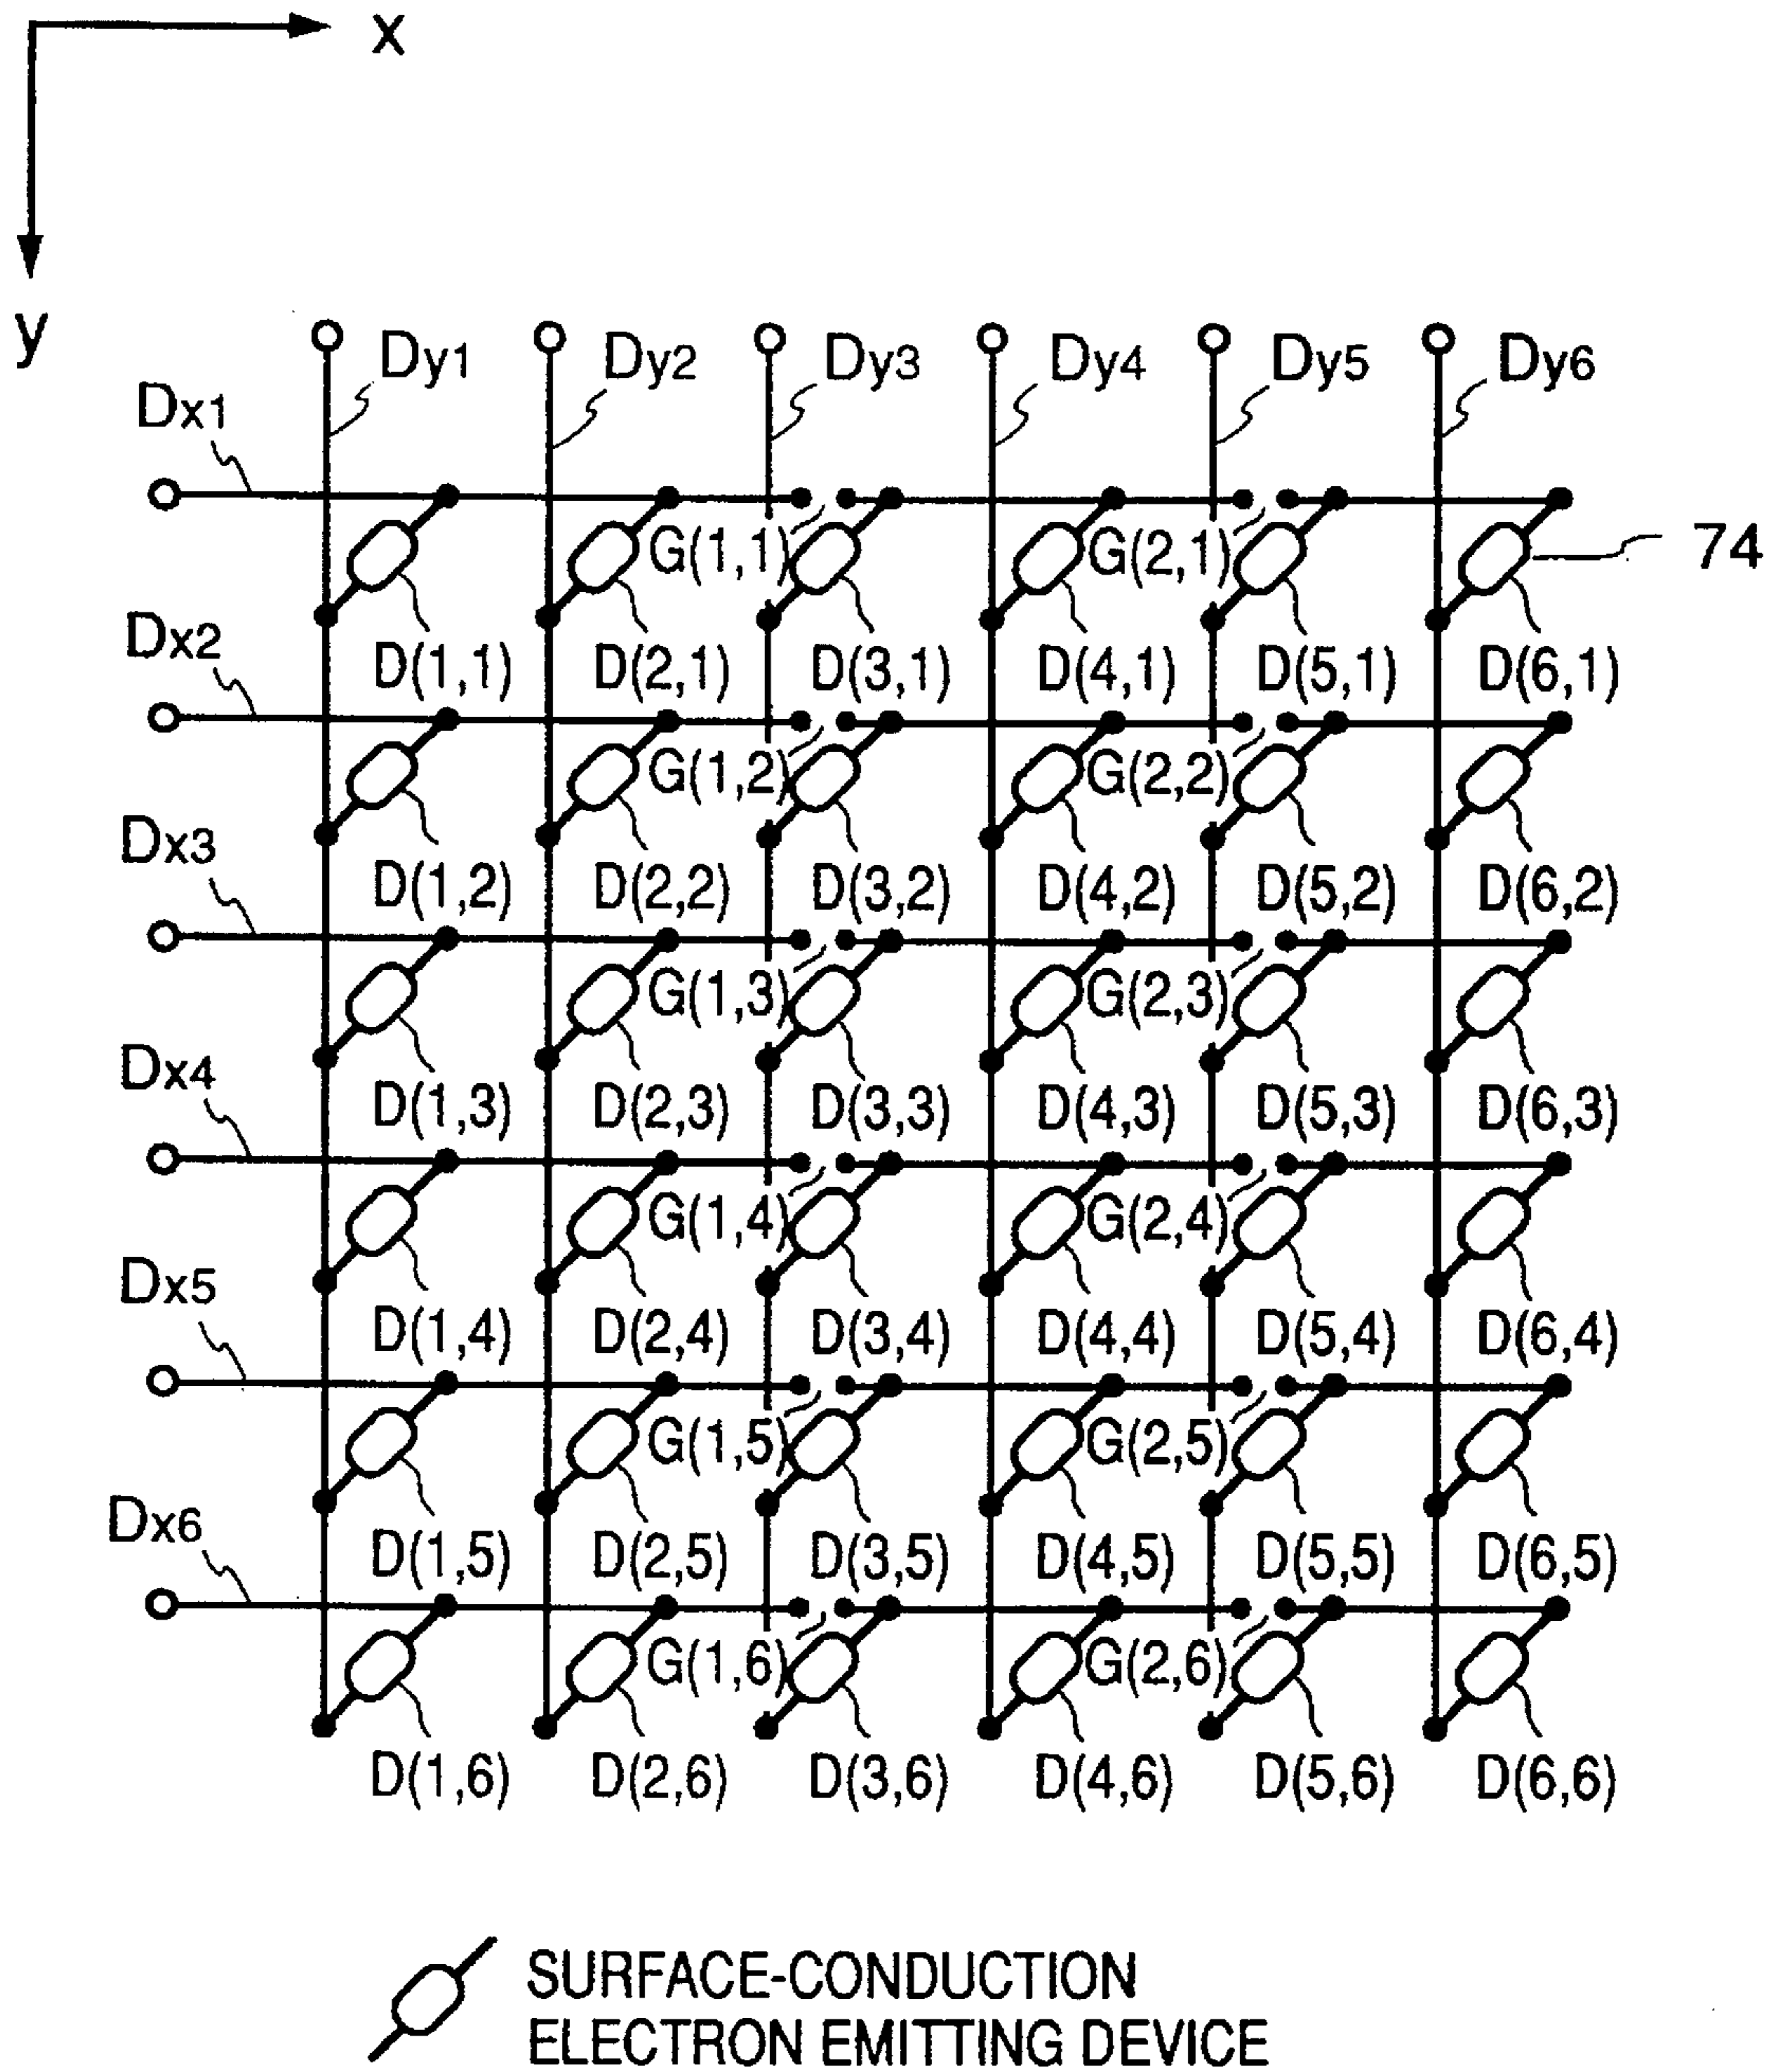 x
y
Dy1 Dy2 Dy3 Dy4 Dy5 Dy6
Dx1
G(1,1) G(2,1) 74
Dx2
D(1,1) D(2,1) D(3,1) D(4,1) D(5,1) D(6,1)
G(1,2) G(2,2)
Dx3
D(1,2) D(2,2) D(3,2) D(4,2) D(5,2) D(6,2)
G(1,3) G(2,3)
Dx4
D(1,3) D(2,3) D(3,3) D(4,3) D(5,3) D(6,3)
G(1,4) G(2,4)
Dx5
D(1,4) D(2,4) D(3,4) D(4,4) D(5,4) D(6,4)
G(1,5) G(2,5)
Dx6
D(1,5) D(2,5) D(3,5) D(4,5) D(5,5) D(6,5)
G(1,6) G(2,6)
D(1,6) D(2,6) D(3,6) D(4,6) D(5,6) D(6,6)
SURFACE-CONDUCTION
ELECTRON EMITTING DEVICE